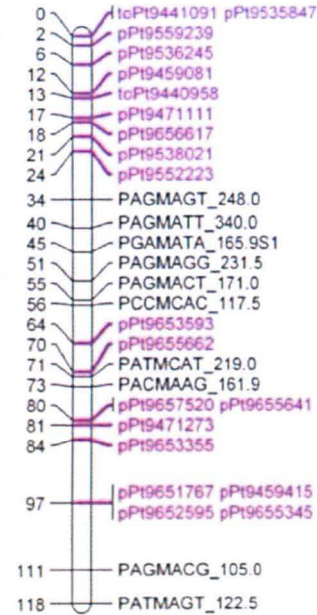 0 toPt9441091 pPt9535847
2 pPt9559239
6 pPt9536245
12 pPt9459081
13 toPt9440958
17 pPt9471111
18 pPt9656617
21 pPt9538021
24 pPt9552223
34 PAGMAGT_248.0
40 PAGMATT_340.0
45 PGAMATA_165.9S1
51 PAGMAGG_231.5
55 PAGMACT_171.0
56 PCCMCAC_117.5
64 pPt9653593
70 pPt9655662
71 PATMCAT_219.0
73 PACMAAG_161.9
80 pPt9657520 pPt9655641
81 pPt9471273
84 pPt9653355
pPt9651767 pPt9459415
97
pPt9652595 pPt9655345
111 PAGMACG_105.0
118 PATMAGT_122.5